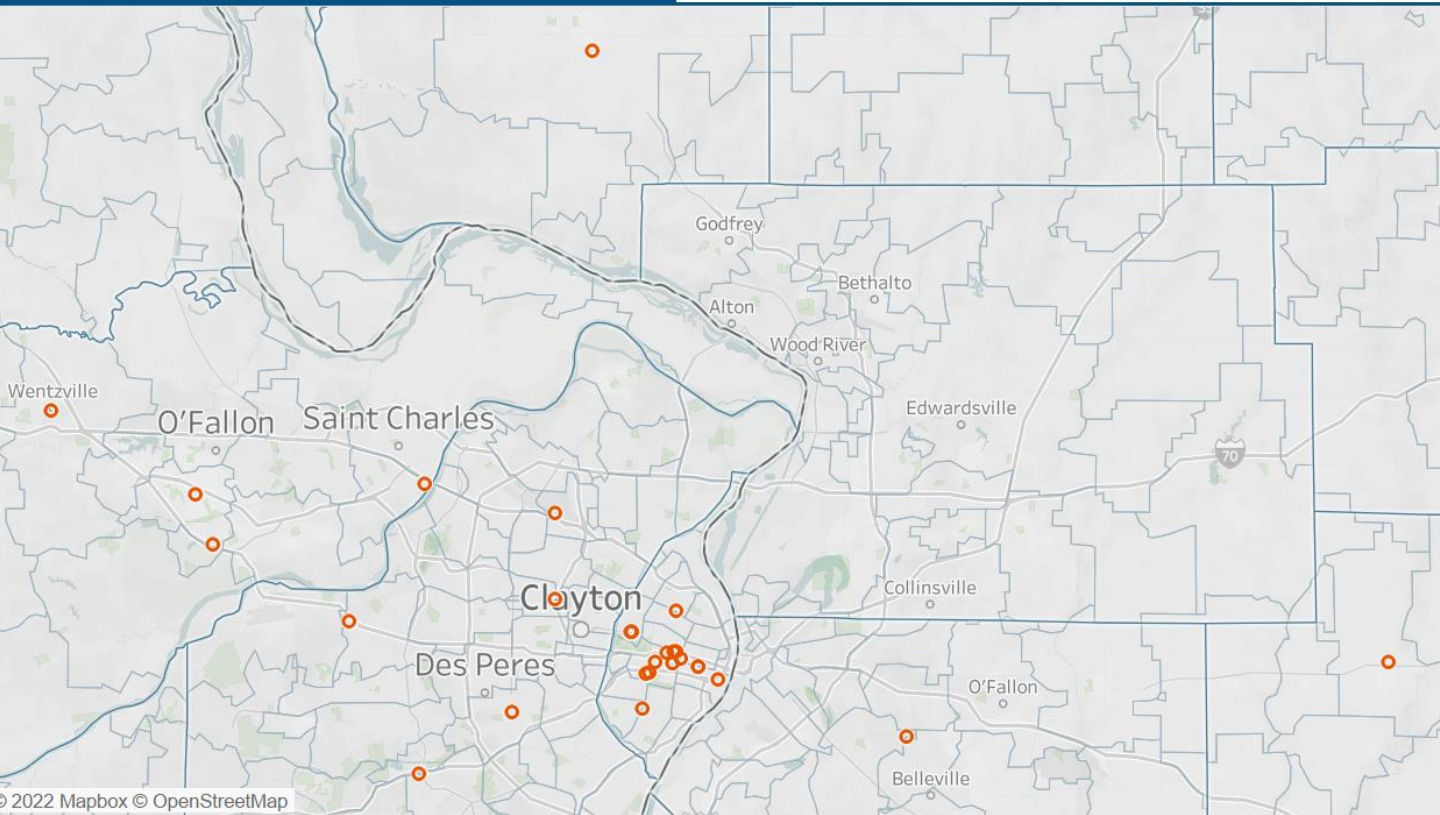 Godfrey
Bethalto
Alton
Wood River
Wentzville
O'Fallon
Saint Charles
Edwardsville
70
Clayton
Collinsville
Des Peres
O'Fallon
Belleville
© 2022 Mapbox © OpenStreetMap